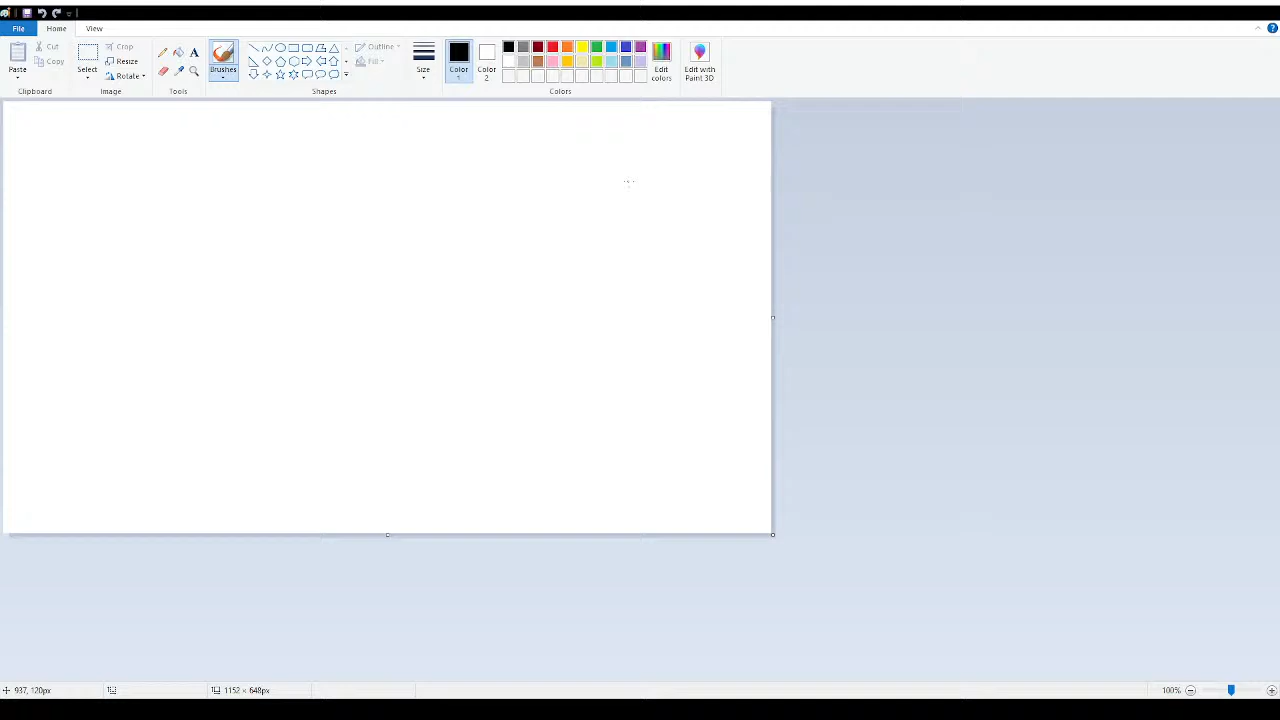 File Home View
Paste Cut Copy Clipboard
Select Crop Resize Rotate Image
Tools
Brushes
Outline Fill Shapes
Size
Color 1 Color 2 Edit colors Colors
Edit with Paint 3D
937, 120px 1152 × 648px 100%